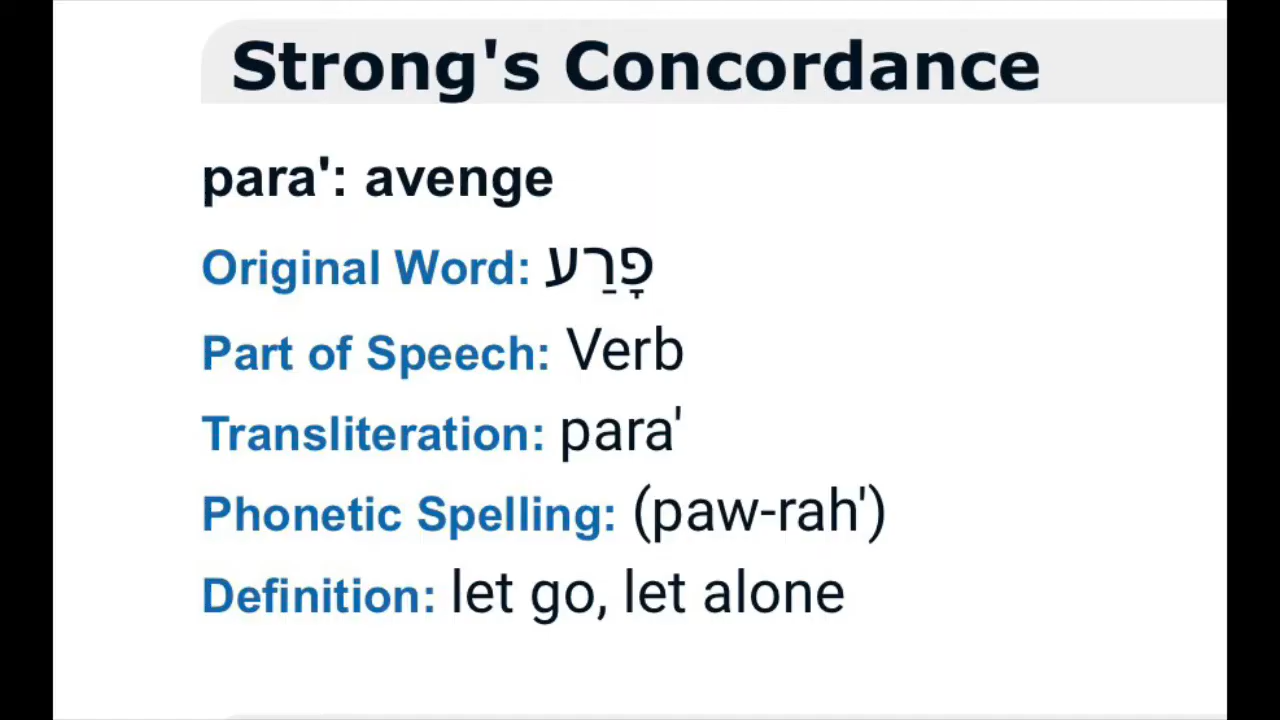 Strong's Concordance
para': avenge
Original Word: פָּרַע
Part of Speech: Verb
Transliteration: para'
Phonetic Spelling: (paw-rah')
Definition: let go, let alone